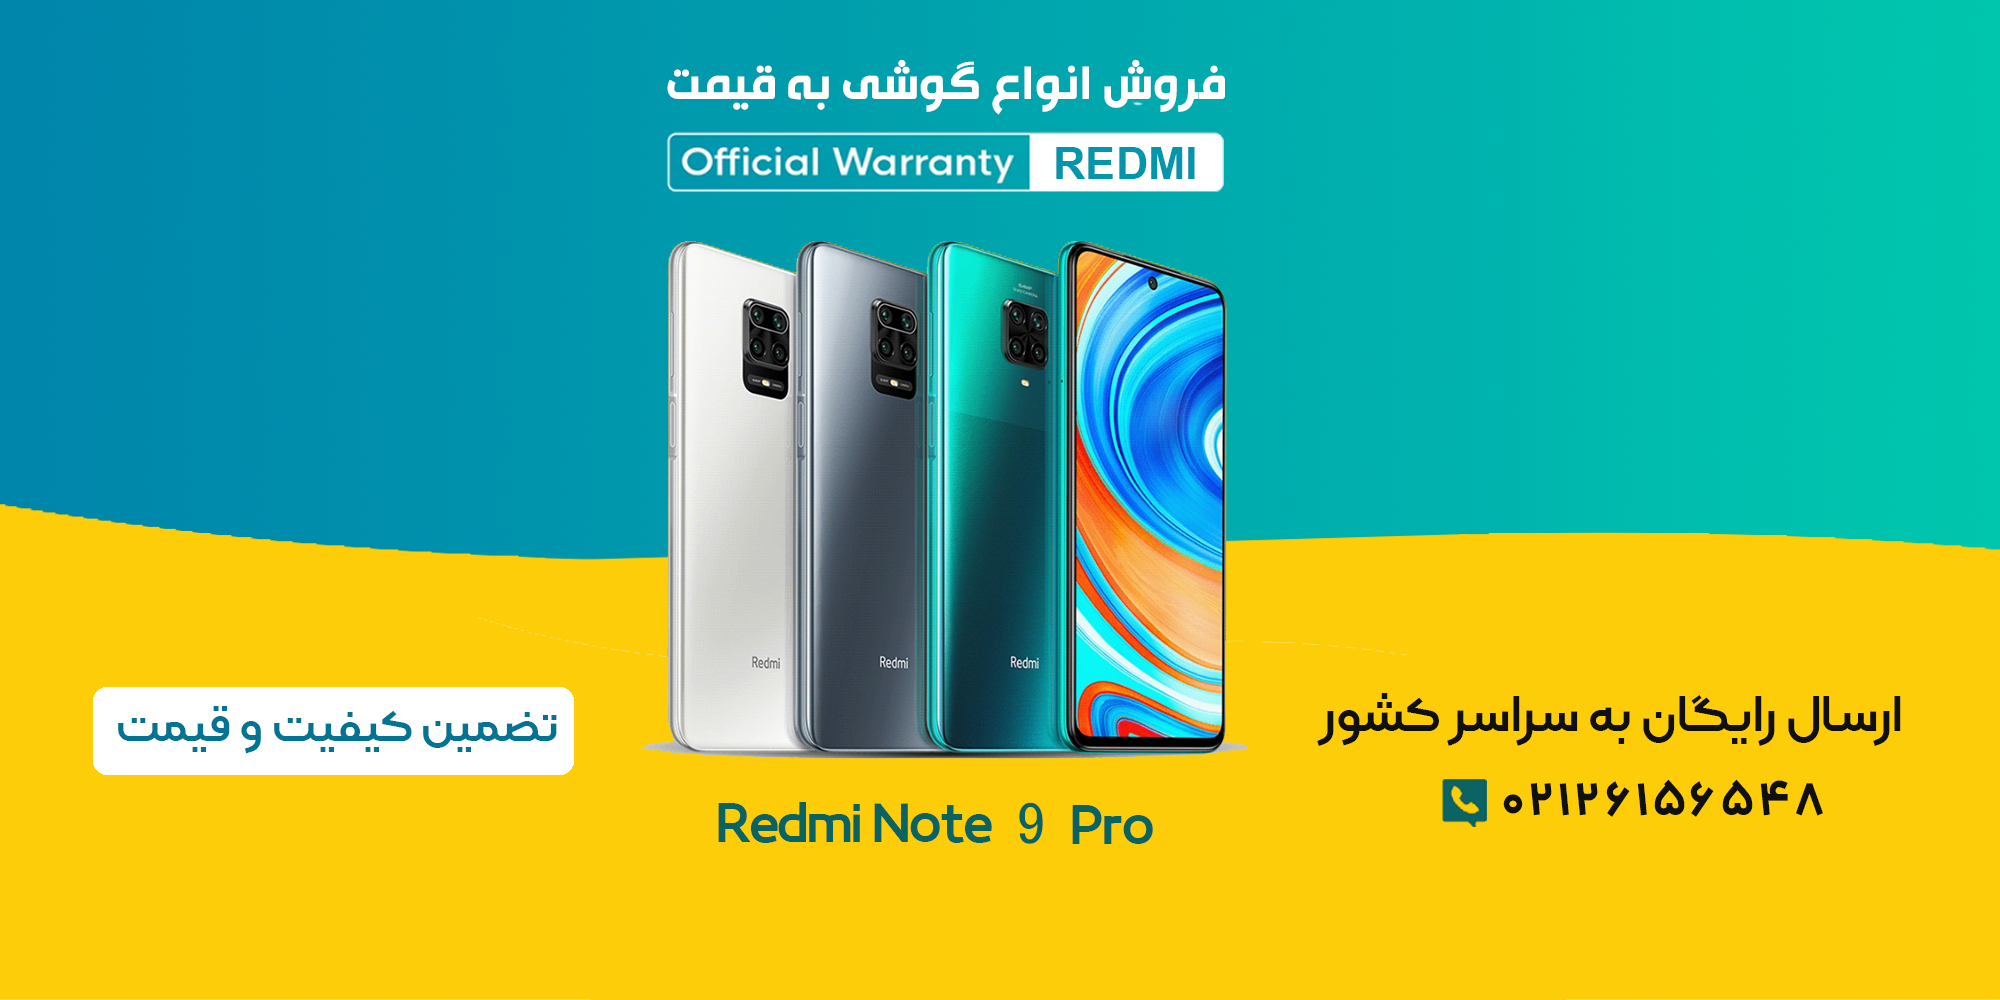 فروش انواع گوشی به قیمت
Official Warranty REDMI
Redmi
Redmi
Redmi
تضمین کیفیت و قیمت
ارسال رایگان به سراسر کشور
۰۲۱۲۶۱۵۶۵۴۸
Redmi Note 9 Pro